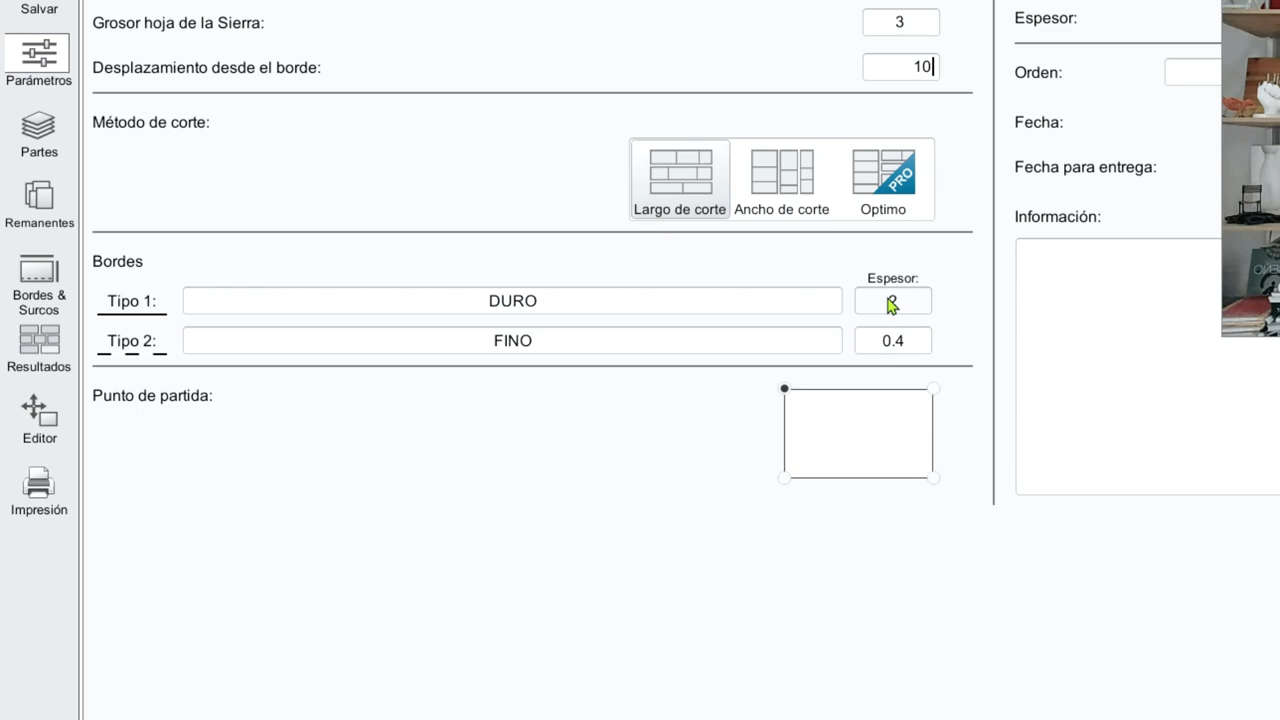 Salvar
Parámetros
Partes
Remanentes
Bordes &
Surcos
Resultados
Editor
Impresión
Grosor hoja de la Sierra:
3
Desplazamiento desde el borde:
10
Método de corte:
Largo de corte
Ancho de corte
PRO
Optimo
Bordes
Espesor:
Tipo 1:
DURO
Tipo 2:
FINO
0.4
Punto de partida:
Espesor:
Orden:
Fecha:
Fecha para entrega:
Información: